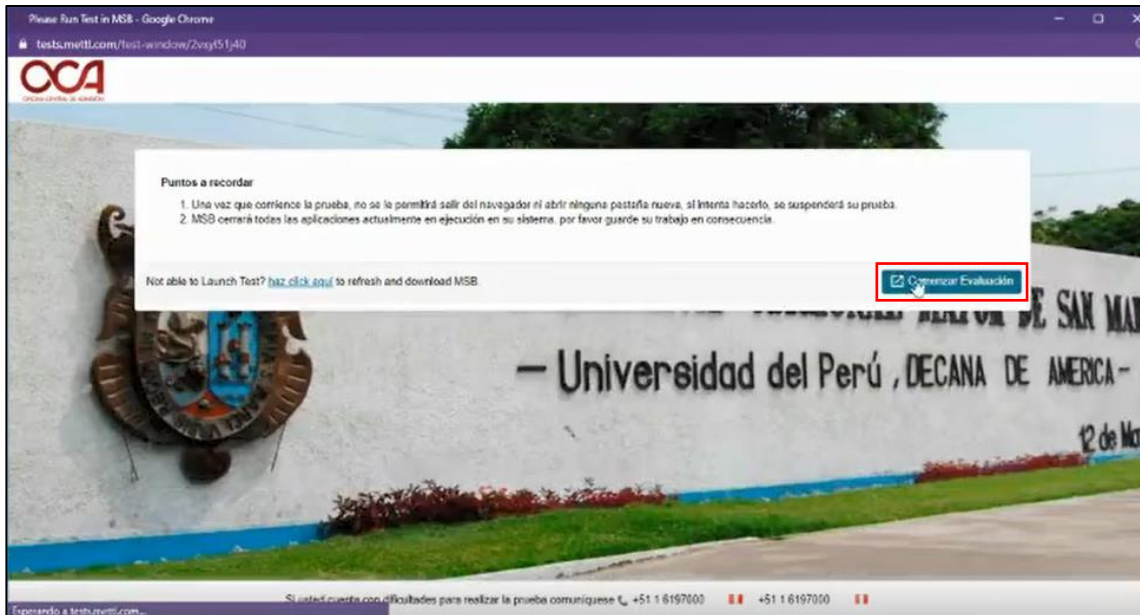 Please Run Test in MSB - Google Chrome
tests.mettl.com/test-window/2vxyt51j40
OCA
OFICINA CENTRAL DE ADMISIÓN
Puntos a recordar
1. Una vez que comience la prueba, no se le permitirá salir del navegador ni abrir ninguna pestaña nueva, si intenta hacerlo, se suspenderá su prueba.
2. MSB cerrará todas las aplicaciones actualmente en ejecución en su sistema, por favor guarde su trabajo en consecuencia.
Not able to Launch Test? haz click aquí to refresh and download MSB.
Comenzar Evaluación
MAYOR DE SAN MA
— Universidad del Perú , DECANA DE AMERICA —
12 de
Si usted cuenta con dificultades para realizar la prueba comuníquese +51 1 6197000 +51 1 6197000
Esperando a tests.mettl.com...